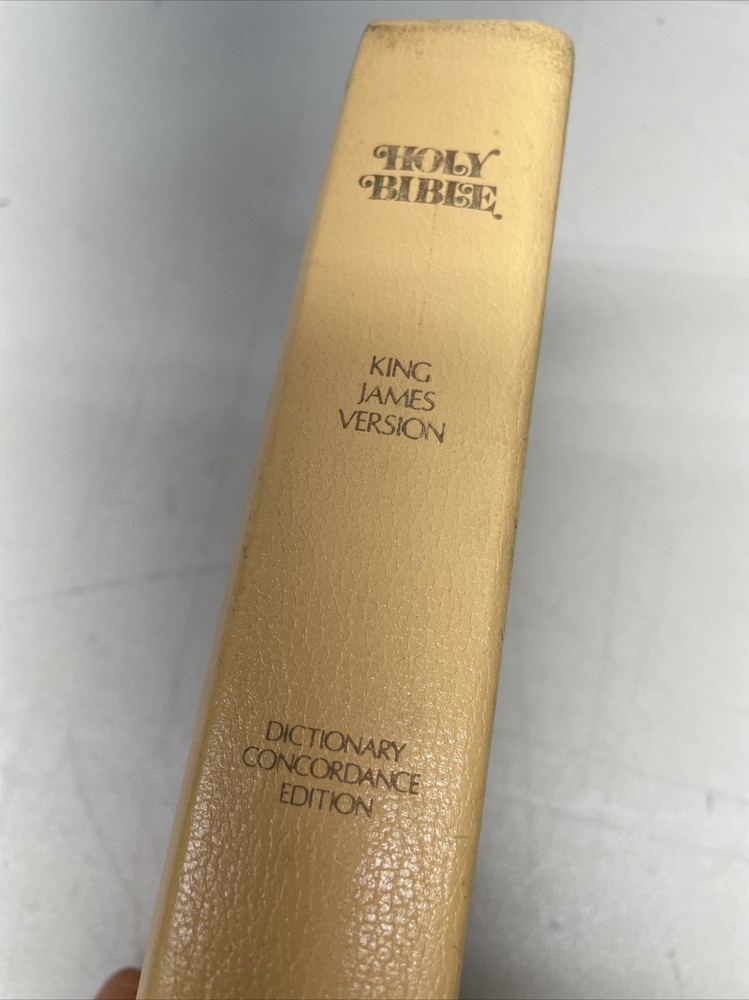 HOLY
BIBLE
KING
JAMES
VERSION
DICTIONARY
CONCORDANCE
EDITION